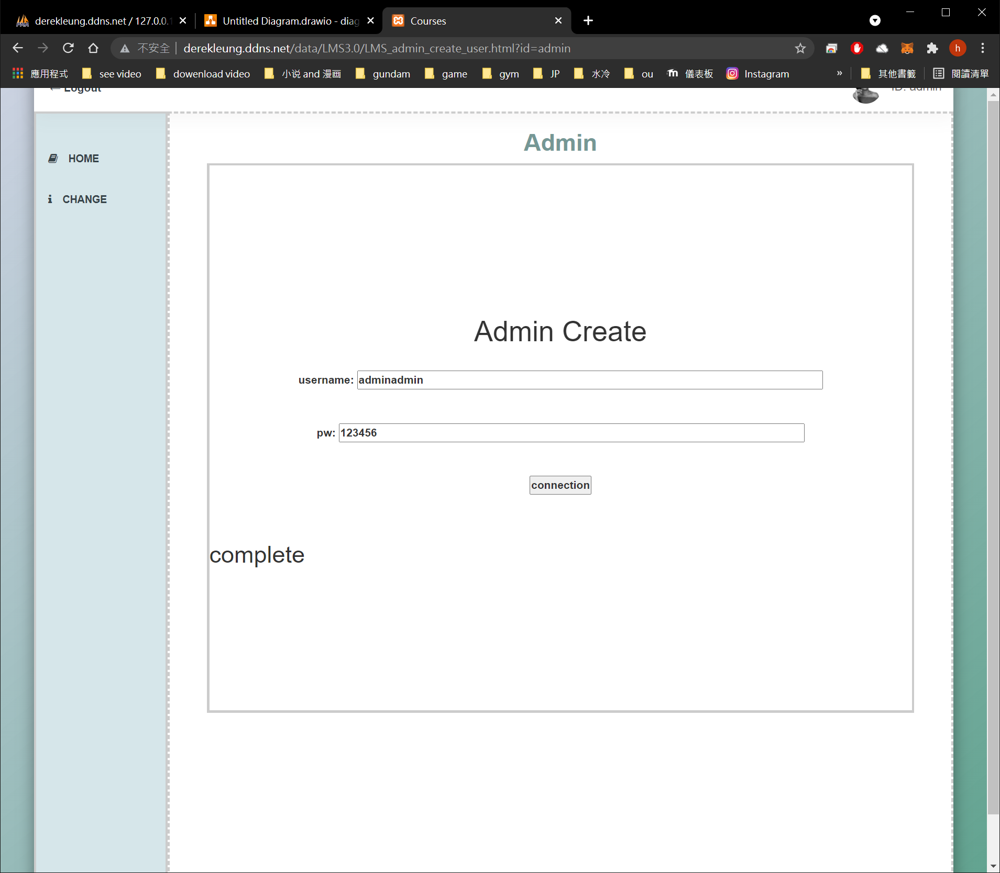 derekleung.ddns.net / 127.0.0.1
Untitled Diagram.drawio - diag
Courses
不安全
derekleung.ddns.net/data/LMS3.0/LMS_admin_create_user.html?id=admin
h
應用程式
see video
dowenload video
小说 and 漫画
gundam
game
gym
JP
水冷
ou
儀表板
Instagram
»
其他書籤
閱讀清單
← Logout
ID: admin
HOME
CHANGE
Admin
Admin Create
username: adminadmin
pw: 123456
connection
complete